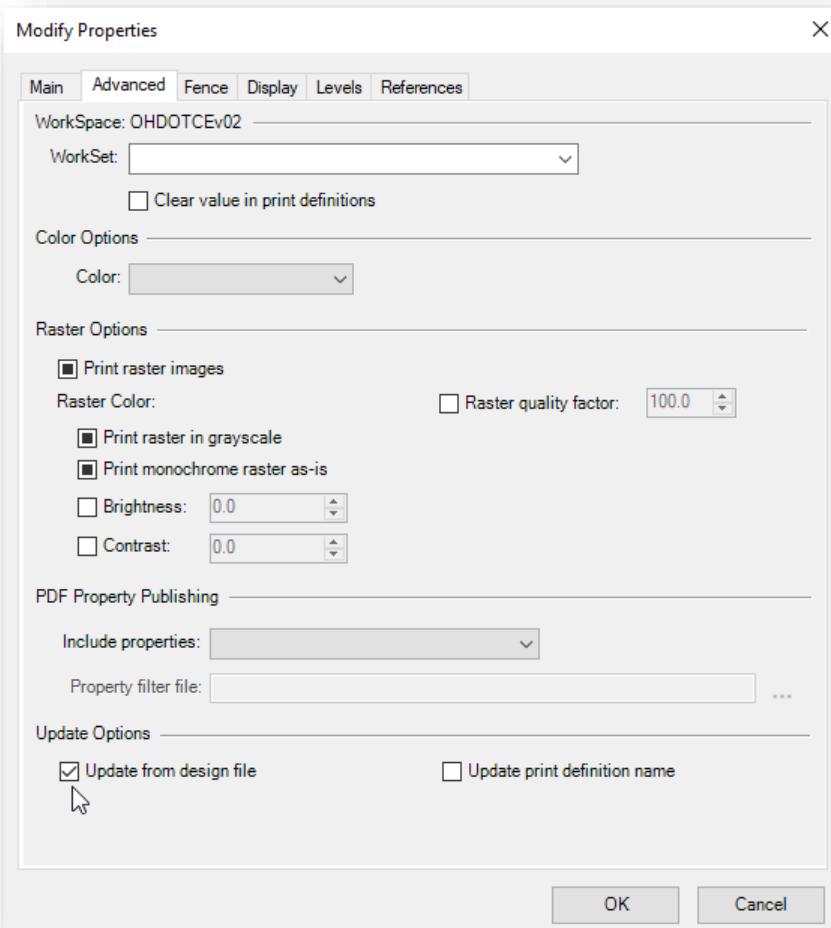 Modify Properties
Main Advanced Fence Display Levels References
WorkSpace: OHDOTCEv02
WorkSet:
Clear value in print definitions
Color Options
Color:
Raster Options
Print raster images
Raster Color:
Raster quality factor: 100.0
Print raster in grayscale
Print monochrome raster as-is
Brightness: 0.0
Contrast: 0.0
PDF Property Publishing
Include properties:
Property filter file: ...
Update Options
Update from design file Update print definition name
OK Cancel